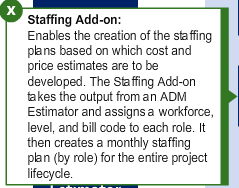 X
Staffing Add-on:
Enables the creation of the staffing
plans based on which cost and
price estimates are to be
developed. The Staffing Add-on
takes the output from an ADM
Estimator and assigns a workforce,
level, and bill code to each role. It
then creates a monthly staffing
plan (by role) for the entire project
lifecycle.